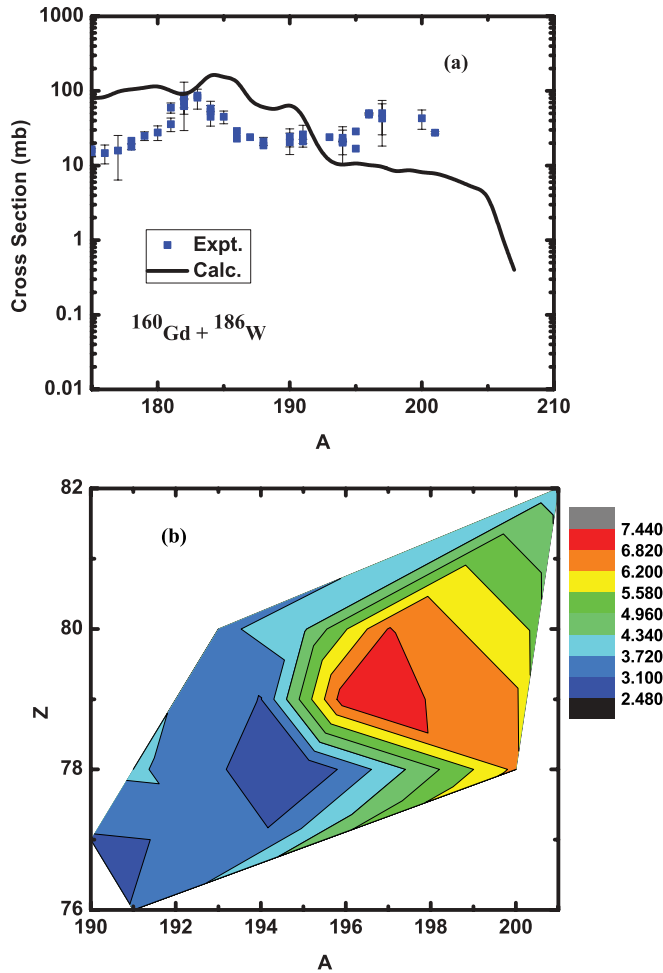 1000
100
10
1
0.1
0.01
Cross Section (mb)
(a)
Expt.
Calc.
¹⁶⁰Gd + ¹⁸⁶W
180 190 200 210
A
82
80
78
76
Z
(b)
7.440
6.820
6.200
5.580
4.960
4.340
3.720
3.100
2.480
190 192 194 196 198 200
A